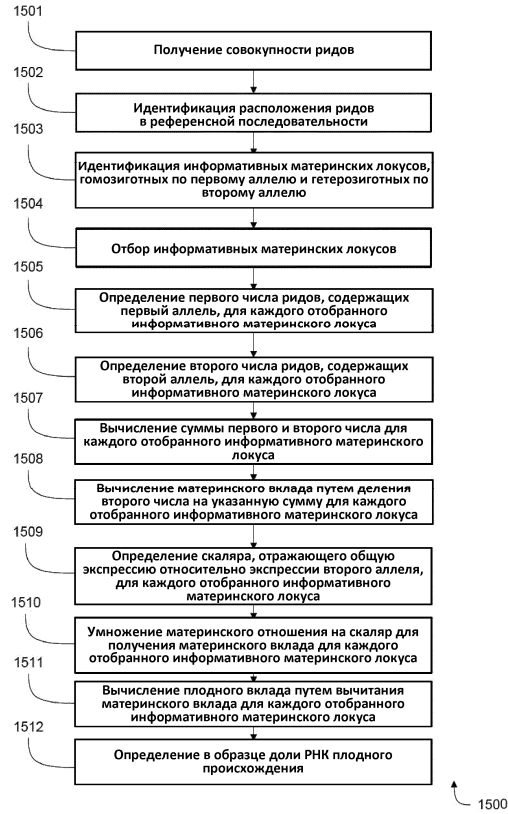 1501
Получение совокупности ридов
1502
Идентификация расположения ридов
в референсной последовательности
1503
Идентификация информативных материнских локусов,
гомозиготных по первому аллелю и гетерозиготных по
второму аллелю
1504
Отбор информативных материнских локусов
1505
Определение первого числа ридов, содержащих
первый аллель, для каждого отобранного
информативного материнского локуса
1506
Определение второго числа ридов, содержащих
второй аллель, для каждого отобранного
информативного материнского локуса
1507
Вычисление суммы первого и второго числа для
каждого отобранного информативного материнского
локуса
1508
Вычисление материнского вклада путем деления
второго числа на указанную сумму для каждого
отобранного информативного материнского локуса
1509
Определение скаляра, отражающего общую
экспрессию относительно экспрессии второго аллеля,
для каждого отобранного информативного
материнского локуса
1510
Умножение материнского отношения на скаляр для
получения материнского вклада для каждого
отобранного информативного материнского локуса
1511
Вычисление плодного вклада путем вычитания
материнского вклада для каждого отобранного
информативного материнского локуса
1512
Определение в образце доли РНК плодного
происхождения
1500